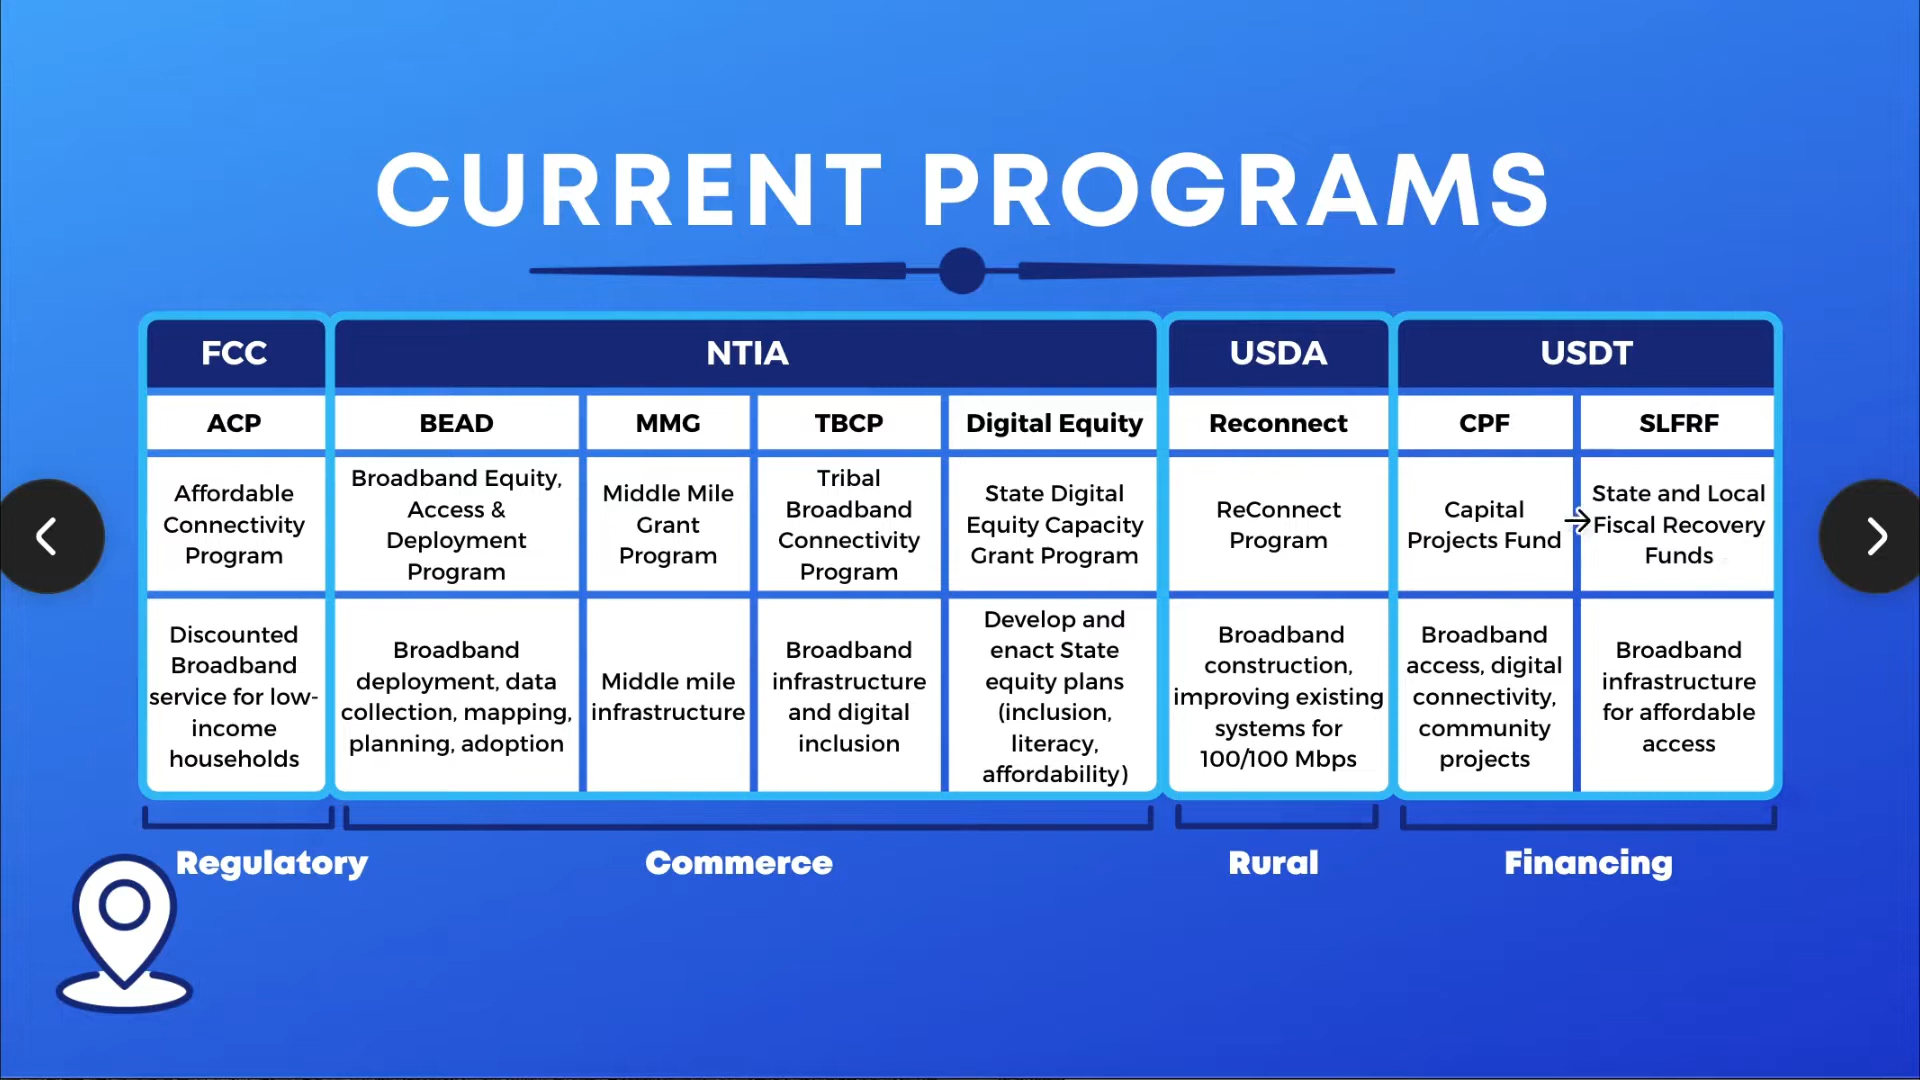 CURRENT PROGRAMS
FCC
NTIA
USDA
USDT
ACP
BEAD
MMG
TBCP
Digital Equity
Reconnect
CPF
SLFRF
Affordable
Connectivity
Program
Broadband Equity,
Access &
Deployment
Program
Middle Mile
Grant
Program
Tribal
Broadband
Connectivity
Program
State Digital
Equity Capacity
Grant Program
ReConnect
Program
Capital
Projects Fund
State and Local
Fiscal Recovery
Funds
Discounted
Broadband
service for low-
income
households
Broadband
deployment, data
collection, mapping,
planning, adoption
Middle mile
infrastructure
Broadband
infrastructure
and digital
inclusion
Develop and
enact State
equity plans
(inclusion,
literacy,
affordability)
Broadband
construction,
improving existing
systems for
100/100 Mbps
Broadband
access, digital
connectivity,
community
projects
Broadband
infrastructure
for affordable
access
Regulatory
Commerce
Rural
Financing